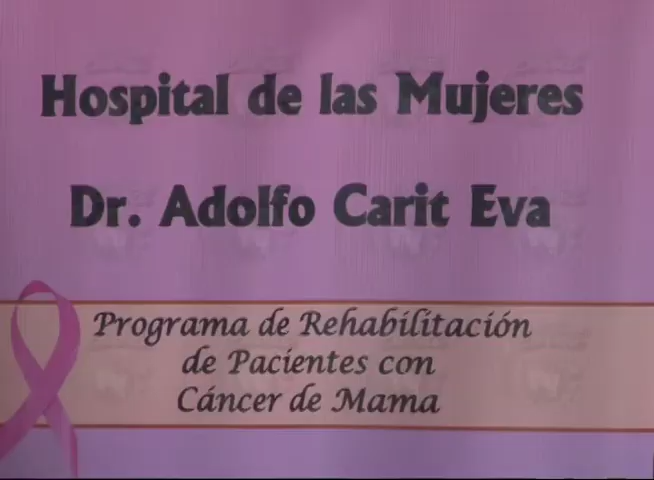 Hospital de las Mujeres
Dr. Adolfo Carit Eva
Programa de Rehabilitación
de Pacientes con
Cáncer de Mama